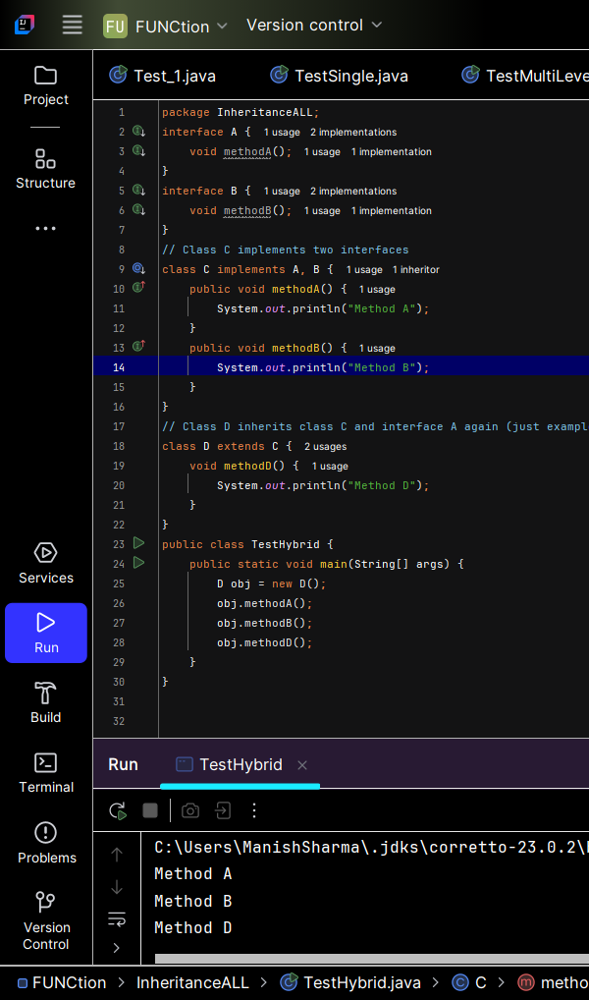 FU FUNCtion Version control
Test_1.java TestSingle.java TestMultiLeve
Project
Structure
Services
Run
Build
Terminal
Problems
Version
Control
1 package InheritanceALL;
2 interface A { 1 usage 2 implementations
3 void methodA(); 1 usage 1 implementation
4 }
5 interface B { 1 usage 2 implementations
6 void methodB(); 1 usage 1 implementation
7 }
8 // Class C implements two interfaces
9 class C implements A, B { 1 usage 1 inheritor
10 public void methodA() { 1 usage
11 System.out.println("Method A");
12 }
13 public void methodB() { 1 usage
14 System.out.println("Method B");
15 }
16 }
17 // Class D inherits class C and interface A again (just exampl
18 class D extends C { 2 usages
19 void methodD() { 1 usage
20 System.out.println("Method D");
21 }
22 }
23 public class TestHybrid {
24 public static void main(String[] args) {
25 D obj = new D();
26 obj.methodA();
27 obj.methodB();
28 obj.methodD();
29 }
30 }
31
32
Run TestHybrid
C:\Users\ManishSharma\.jdks\corretto-23.0.2\
Method A
Method B
Method D
FUNCtion > InheritanceALL > TestHybrid.java > C > metho